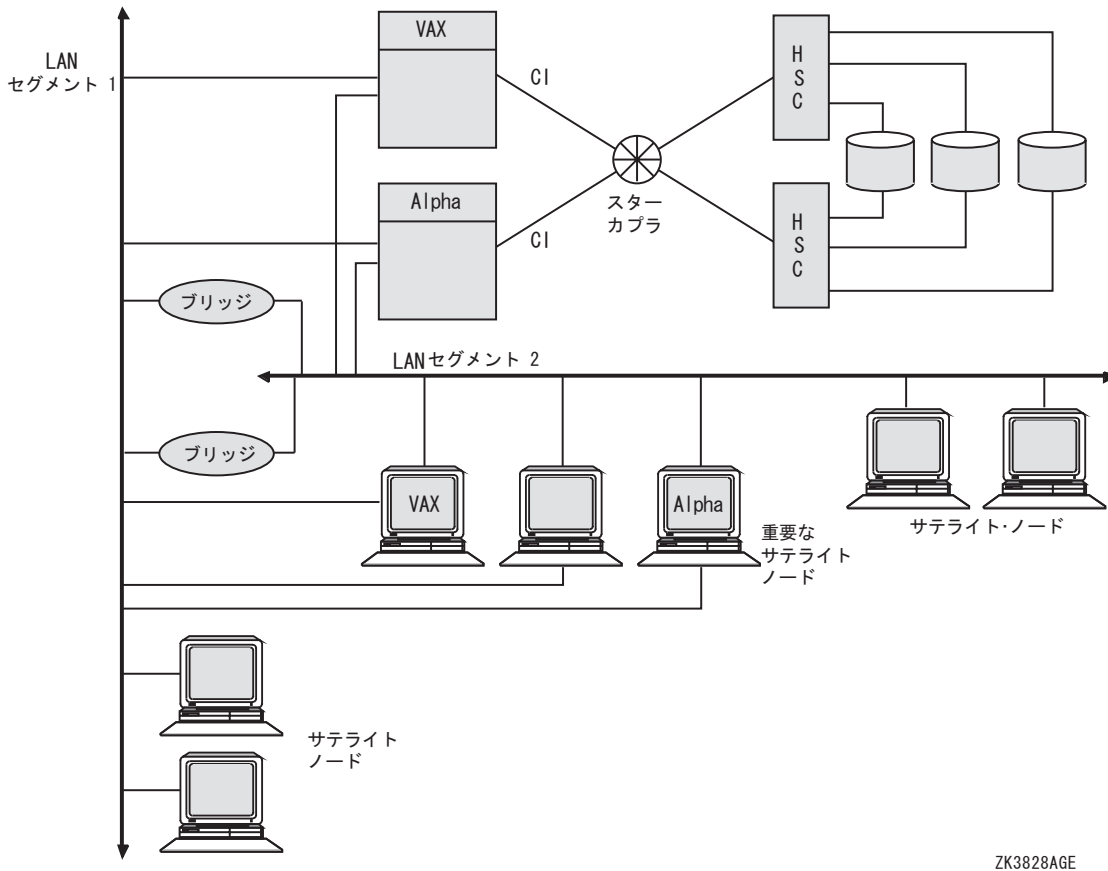 LAN
セグメント 1
VAX
CI
H
S
C
Alpha
CI
スター
カプラ
H
S
C
ブリッジ
LANセグメント 2
ブリッジ
VAX
Alpha
重要な
サテライト
ノード
サテライト・ノード
サテライト
ノード
ZK3828AGE